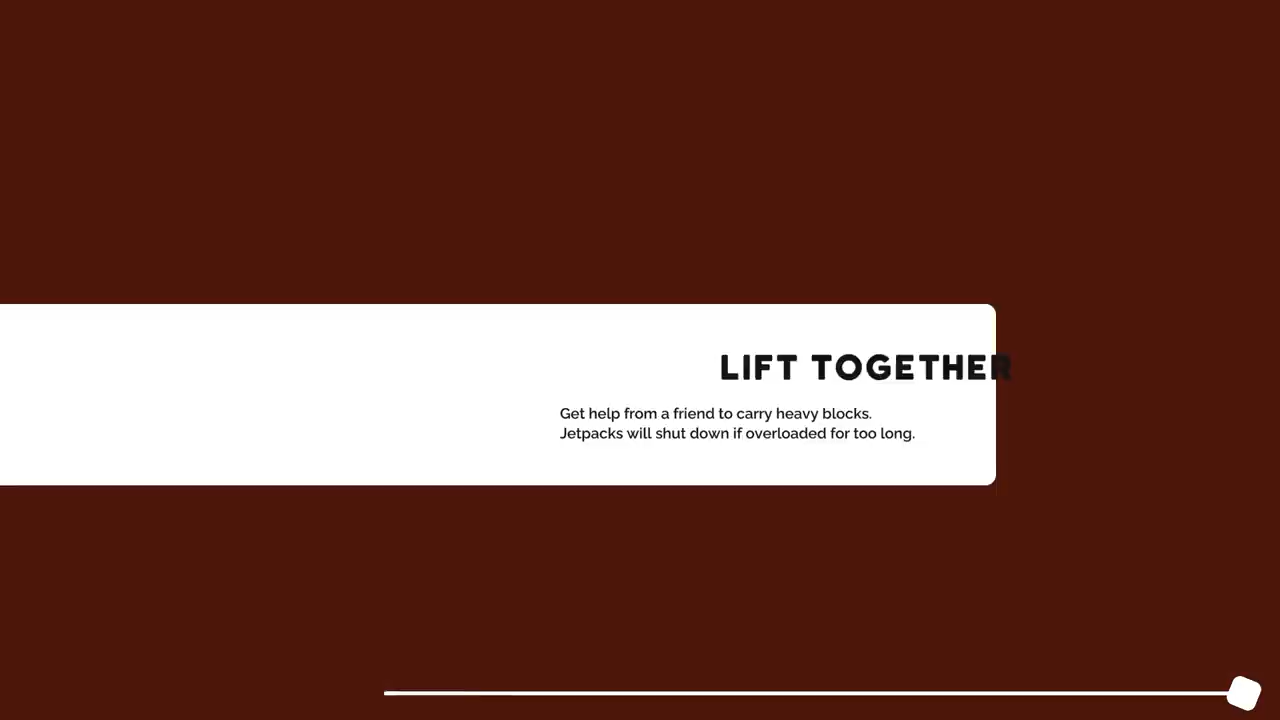 LIFT TOGETHER
Get help from a friend to carry heavy blocks.
Jetpacks will shut down if overloaded for too long.